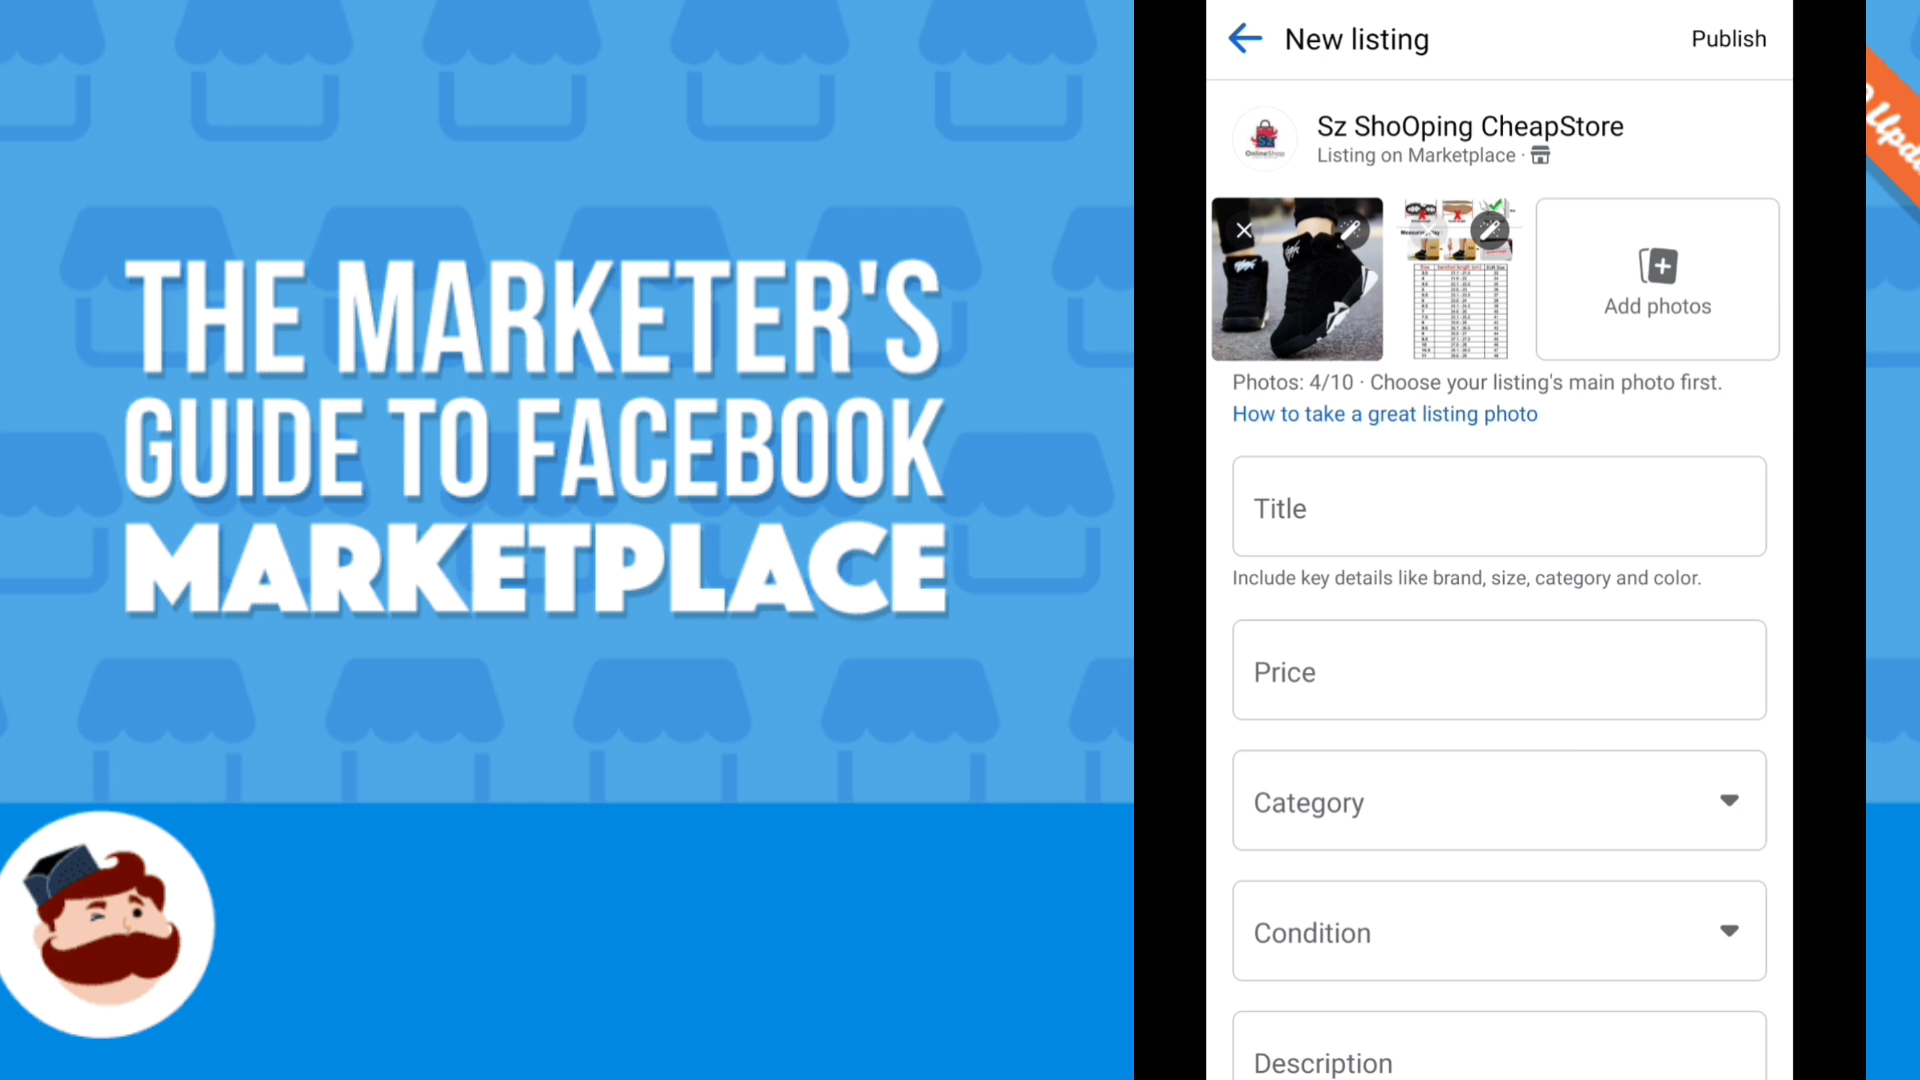 THE MARKETER'S
GUIDE TO FACEBOOK
MARKETPLACE
New listing
Publish
Sz ShoOping CheapStore
Listing on Marketplace ·
Sz
OnlineShop
Add photos
Photos: 4/10 · Choose your listing's main photo first.
How to take a great listing photo
Title
Include key details like brand, size, category and color.
Price
Category
Condition
Description